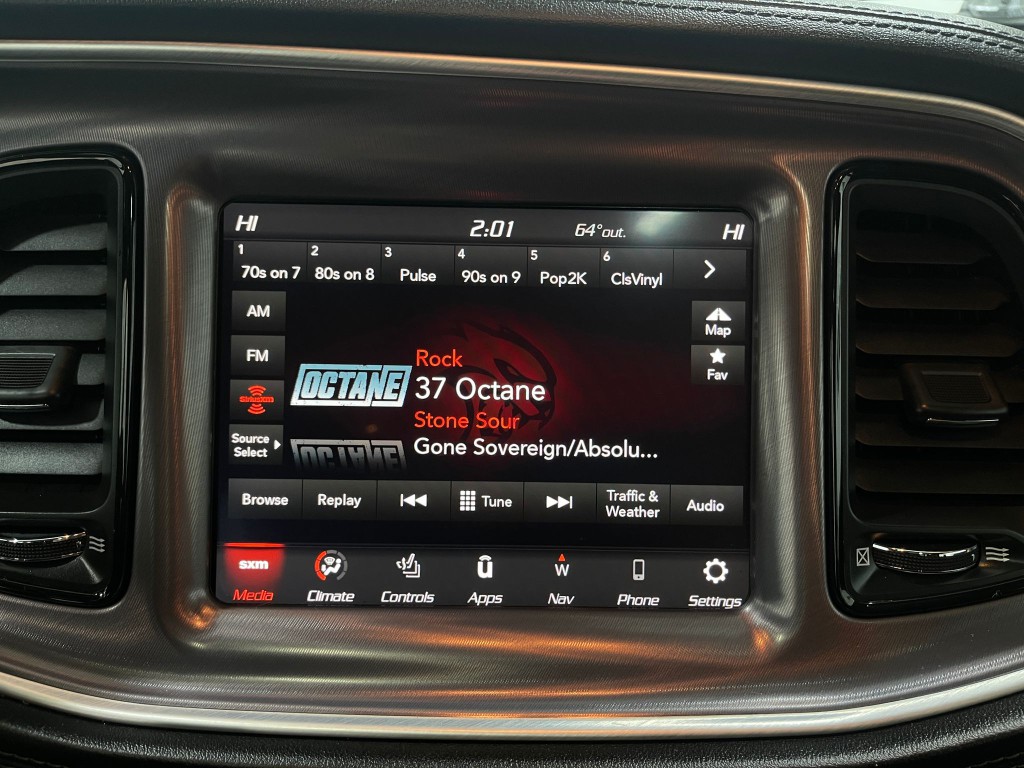 HI 2:01 64°out. HI
1 2 3 4 5 6
70s on 7 80s on 8 Pulse 90s on 9 Pop2K ClsVinyl
AM
Map
FM
Fav
Rock
OCTANE
37 Octane
SiriusXM
Stone Sour
Source
Select
Gone Sovereign/Absolu...
OCTANE
Browse Replay Tune Traffic &
Weather Audio
sxm
W
Media Climate Controls Apps Nav Phone Settings